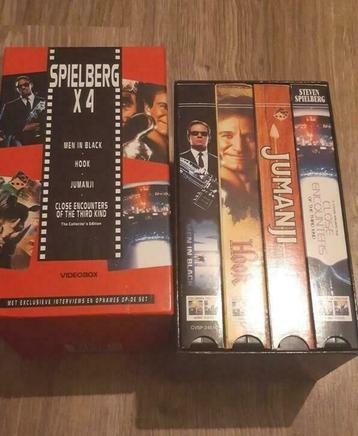 SPIELBERG
X 4
MEN IN BLACK
HOOK
JUMANJI
CLOSE ENCOUNTERS
OF THE THIRD KIND
The Collector's Edition
VIDEOBOX
MET EXCLUSIEVE INTERVIEWS EN OPNAMES OP DE SET
MIB
MEN IN BLACK
HOOK
JUMANJI
STEVEN
SPIELBERG
CLOSE
ENCOUNTERS
OF THE THIRD KIND